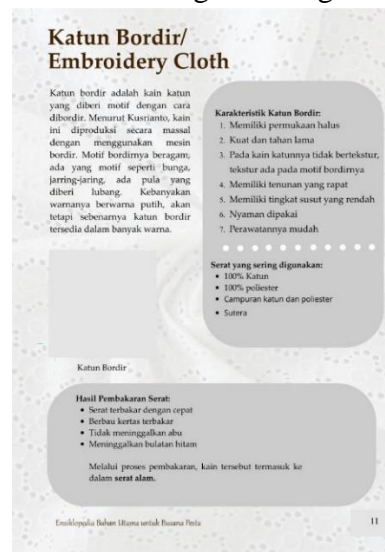 Katun Bordir/
Embroidery Cloth
Katun bordir adalah kain katun
yang diberi motif dengan cara
dibordir. Menurut Kusrianto, kain
ini diproduksi secara massal
dengan menggunakan mesin
bordir. Motif bordirnya beragam,
ada yang motif seperti bunga,
jarring-jaring, ada pula yang
diberi lubang. Kebanyakan
warnanya berwarna putih, akan
tetapi sebenarnya katun bordir
tersedia dalam banyak warna.
Katun Bordir
Karakteristik Katun Bordir:
1. Memiliki permukaan halus
2. Kuat dan tahan lama
3. Pada kain katunnya tidak bertekstur,
tekstur ada pada motif bordirnya
4. Memiliki tenunan yang rapat
5. Memiliki tingkat susut yang rendah
6. Nyaman dipakai
7. Perawatannya mudah
Serat yang sering digunakan:
• 100% Katun
• 100% poliester
• Campuran katun dan poliester
• Sutera
Hasil Pembakaran Serat:
• Serat terbakar dengan cepat
• Berbau kertas terbakar
• Tidak meninggalkan abu
• Meninggalkan bulatan hitam
Melalui proses pembakaran, kain tersebut termasuk ke
dalam serat alam.
Ensiklopedia Bahan Utama untuk Busana Pesta
11